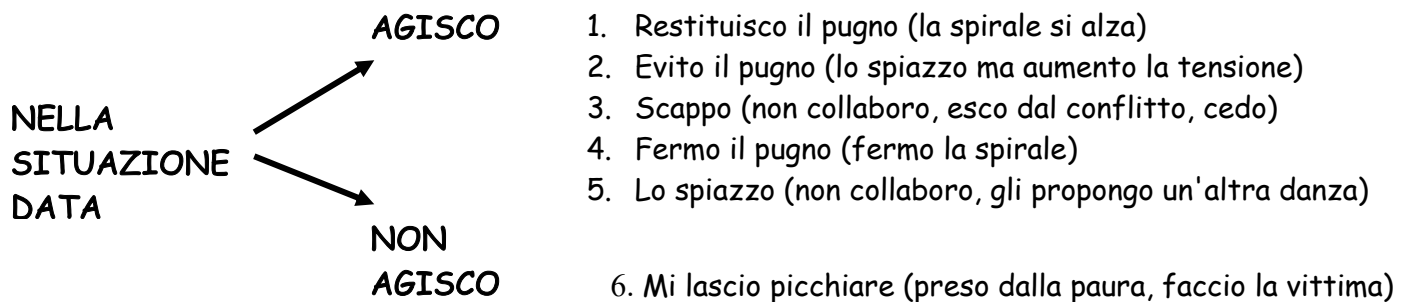 AGISCO
1. Restituisco il pugno (la spirale si alza)
2. Evito il pugno (lo spiazzo ma aumento la tensione)
3. Scappo (non collaboro, esco dal conflitto, cedo)
4. Fermo il pugno (fermo la spirale)
5. Lo spiazzo (non collaboro, gli propongo un'altra danza)
NELLA
SITUAZIONE
DATA
NON
AGISCO
6. Mi lascio picchiare (preso dalla paura, faccio la vittima)